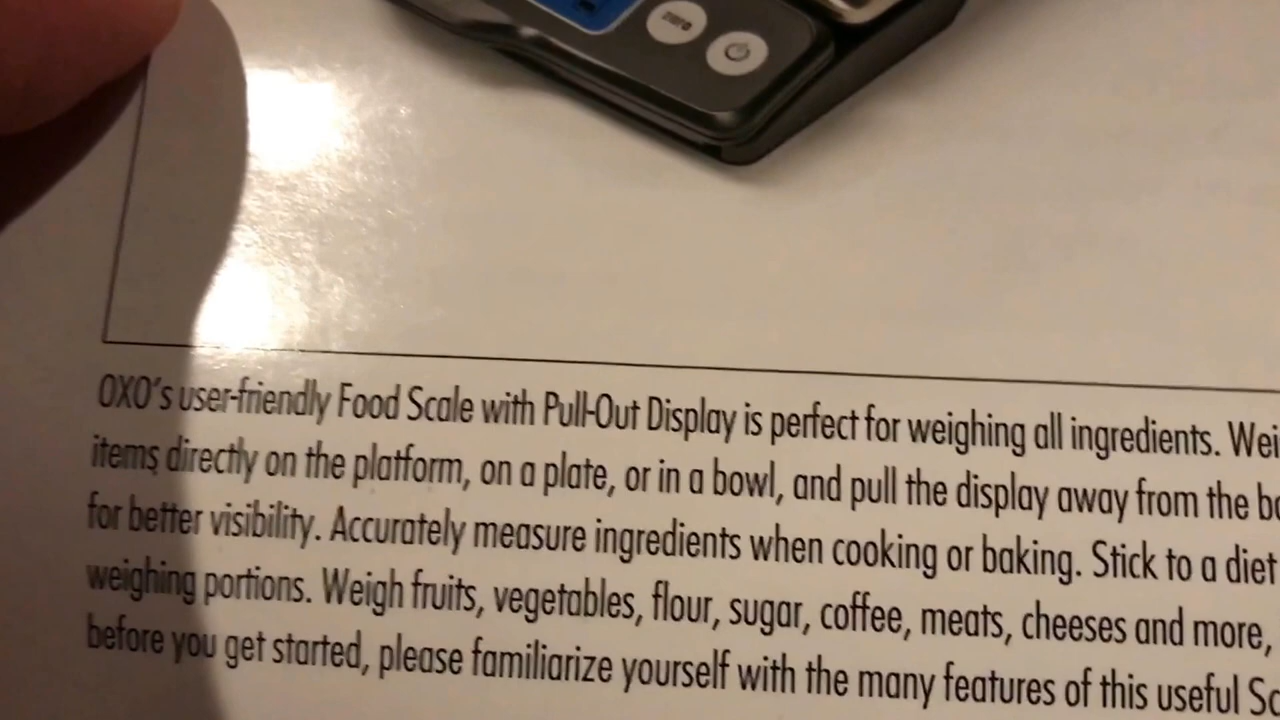 zero
OXO's user-friendly Food Scale with Pull-Out Display is perfect for weighing all ingredients.
items directly on the platform, on a plate, or in a bowl, and pull the display away from the
for better visibility. Accurately measure ingredients when cooking or baking. Stick to a diet
weighing portions. Weigh fruits, vegetables, flour, sugar, coffee, meats, cheeses and more,
before you get started, please familiarize yourself with the many features of this useful